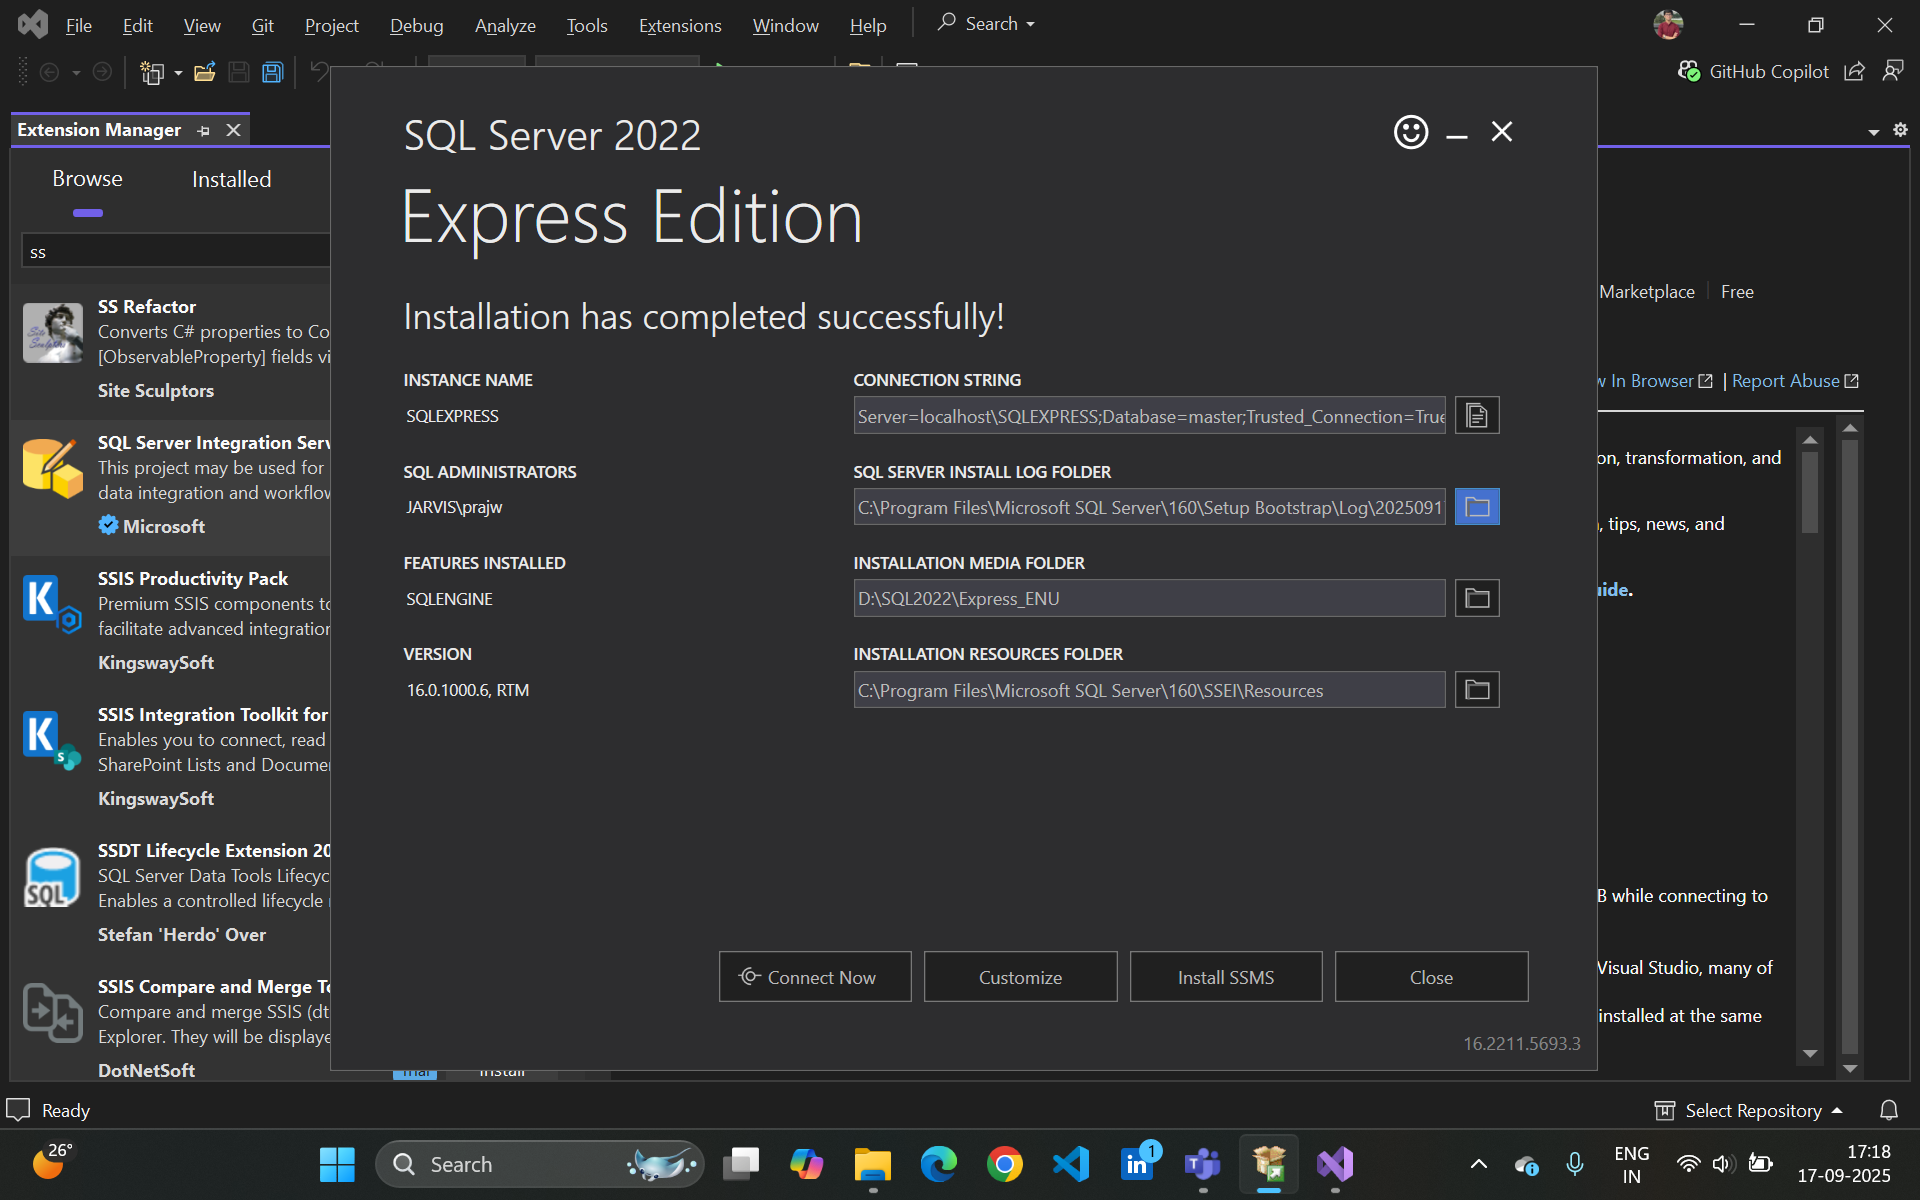 File Edit View Git Project Debug Analyze Tools Extensions Window Help Search
GitHub Copilot
Extension Manager
Browse Installed
ss
SS Refactor
Converts C# properties to Co
[ObservableProperty] fields vi
Site Sculptors
SQL Server Integration Serv
This project may be used for
data integration and workflow
Microsoft
SSIS Productivity Pack
Premium SSIS components to
facilitate advanced integration
KingswaySoft
SSIS Integration Toolkit for
Enables you to connect, read
SharePoint Lists and Documen
KingswaySoft
SSDT Lifecycle Extension 20
SQL Server Data Tools Lifecyc
Enables a controlled lifecycle
Stefan 'Herdo' Over
SSIS Compare and Merge To
Compare and merge SSIS (dt
Explorer. They will be displaye
DotNetSoft
Trial Install
SQL Server 2022
Express Edition
Installation has completed successfully!
INSTANCE NAME
SQLEXPRESS
SQL ADMINISTRATORS
JARVIS\prajw
FEATURES INSTALLED
SQLENGINE
VERSION
16.0.1000.6, RTM
CONNECTION STRING
Server=localhost\SQLEXPRESS;Database=master;Trusted_Connection=True
SQL SERVER INSTALL LOG FOLDER
C:\Program Files\Microsoft SQL Server\160\Setup Bootstrap\Log\2025091
INSTALLATION MEDIA FOLDER
D:\SQL2022\Express_ENU
INSTALLATION RESOURCES FOLDER
C:\Program Files\Microsoft SQL Server\160\SSEI\Resources
Connect Now Customize Install SSMS Close
16.2211.5693.3
Marketplace Free
w In Browser | Report Abuse
on, transformation, and
, tips, news, and
uide.
B while connecting to
Visual Studio, many of
installed at the same
Ready
Select Repository
26°
Search
1
ENG
IN
17:18
17-09-2025